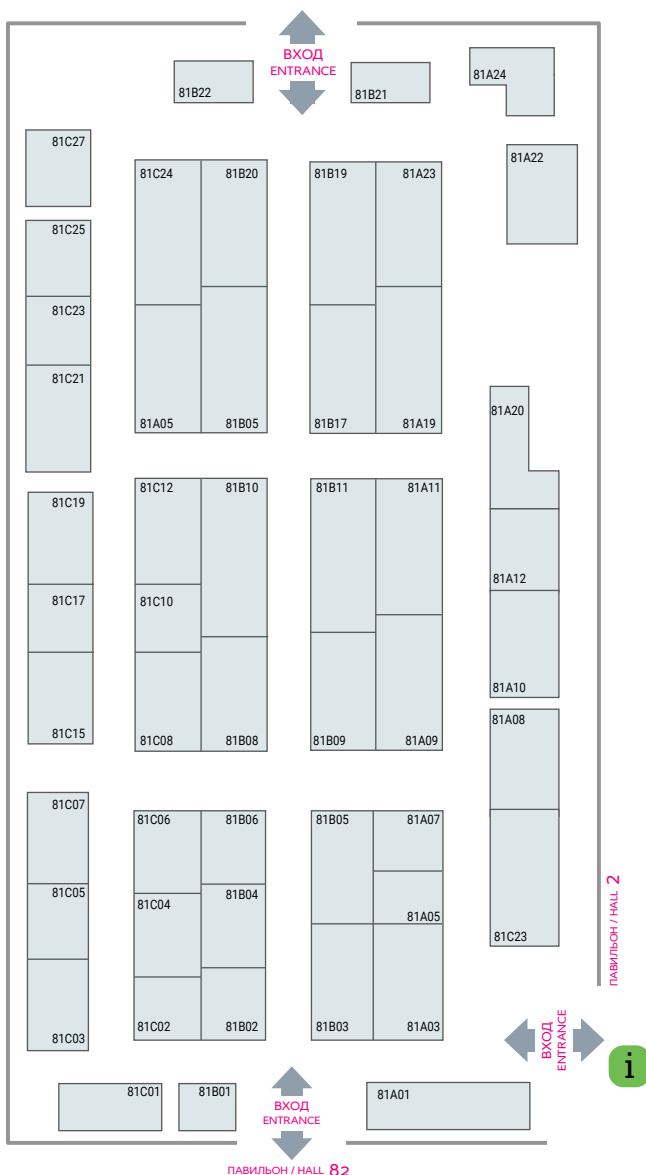 ВХОД
ENTRANCE
81A24
81B22
81B21
81C27
81A22
81C24
81B20
81B19
81A23
81C25
81C23
81C21
81A20
81A05
81B05
81B17
81A19
81C12
81B10
81B11
81A11
81C19
81A12
81C17
81C10
81A10
81C15
81C08
81B08
81B09
81A09
81A08
81C07
81C06
81B06
81B05
81A07
81C05
81C04
81B04
81A05
ПАВИЛЬОН / HALL 2
81C23
81C03
81C02
81B02
81B03
81A03
ВХОД
ENTRANCE
i
81C01
81B01
81A01
ВХОД
ENTRANCE
ПАВИЛЬОН / HALL 82